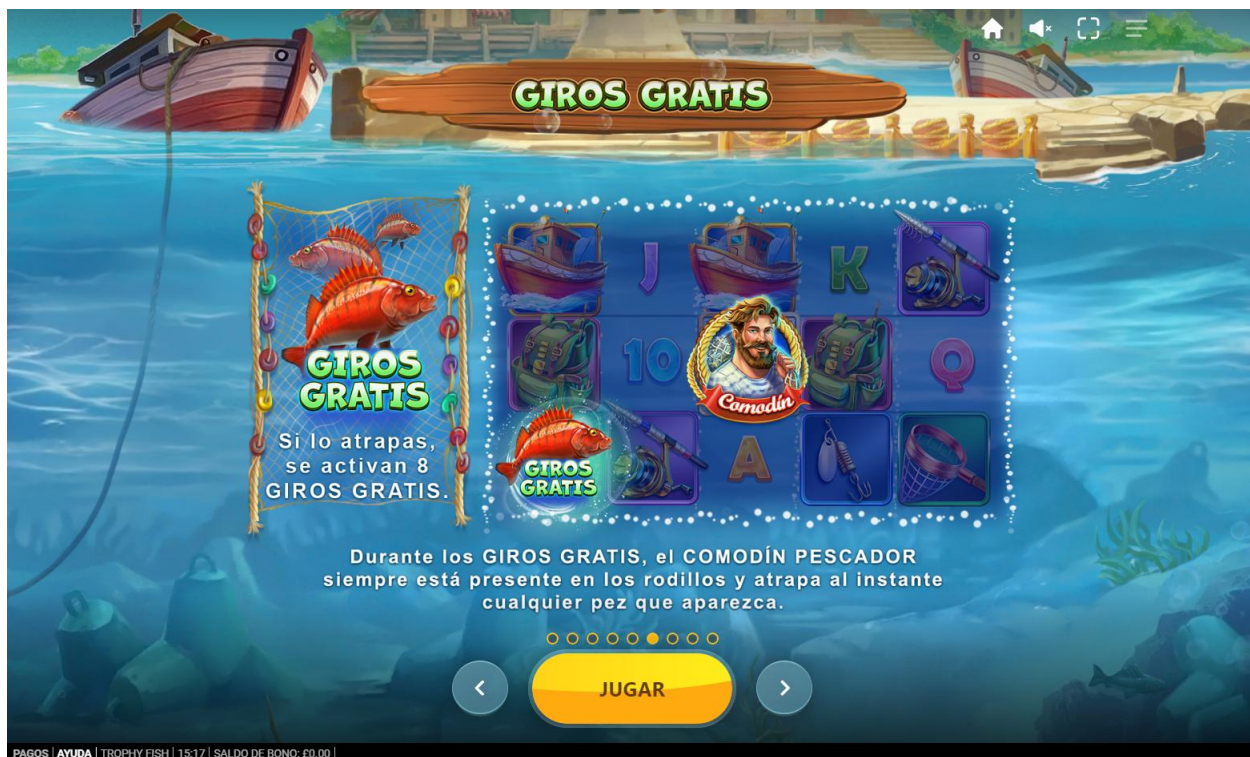 GIROS GRATIS
GIROS
GRATIS
Si lo atrapas,
se activan 8
GIROS GRATIS.
J
K
10
Comodín
Q
GIROS
GRATIS
A
Durante los GIROS GRATIS, el COMODÍN PESCADOR
siempre está presente en los rodillos y atrapa al instante
cualquier pez que aparezca.
JUGAR
PAGOS | AYUDA | TROPHY FISH | 15:17 | SALDO DE BONO: £0.00 |